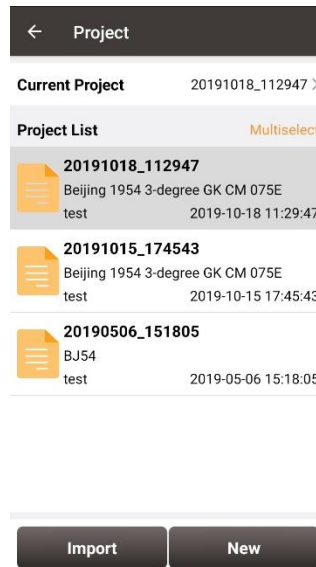 Project
Current Project 20191018_112947
Project List Multiselect
20191018_112947
Beijing 1954 3-degree GK CM 075E
test 2019-10-18 11:29:47
20191015_174543
Beijing 1954 3-degree GK CM 075E
test 2019-10-15 17:45:43
20190506_151805
BJ54
test 2019-05-06 15:18:05
Import New